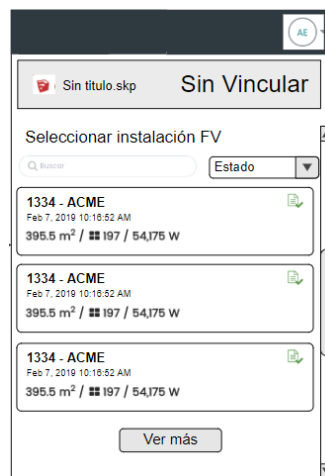 AE
Sin titulo.skp
Sin Vincular
Seleccionar instalación FV
Buscar
Estado
1334 - ACME
Feb 7, 2019 10:16:52 AM
395.5 m² / 197 / 54,175 W
1334 - ACME
Feb 7, 2019 10:16:52 AM
395.5 m² / 197 / 54,175 W
1334 - ACME
Feb 7, 2019 10:16:52 AM
395.5 m² / 197 / 54,175 W
Ver más